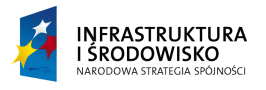 INFRASTRUKTURA
I ŚRODOWISKO
NARODOWA STRATEGIA SPÓJNOŚCI